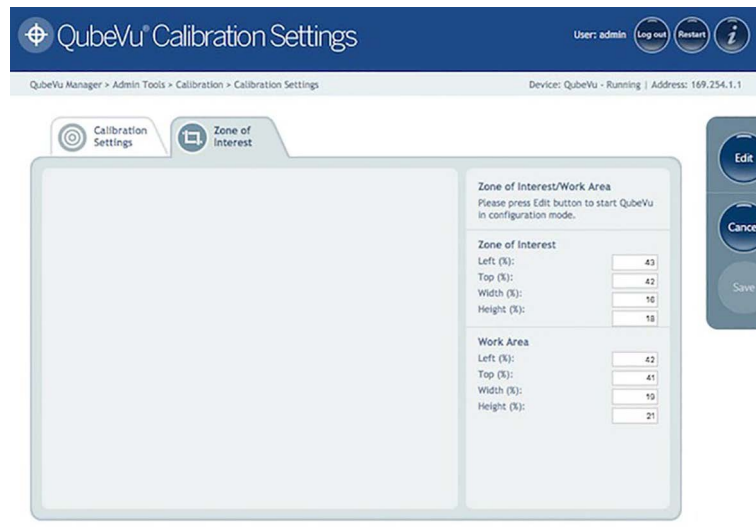 QubeVu® Calibration Settings
User: admin
Log out
Restart
i
QubeVu Manager > Admin Tools > Calibration > Calibration Settings
Device: QubeVu - Running | Address: 169.254.1.1
Calibration
Settings
Zone of
Interest
Edit
Cance
Save
Zone of Interest/Work Area
Please press Edit button to start QubeVu
in configuration mode.
Zone of Interest
Left (%): 43
Top (%): 42
Width (%): 16
Height (%): 18
Work Area
Left (%): 42
Top (%): 41
Width (%): 19
Height (%): 21